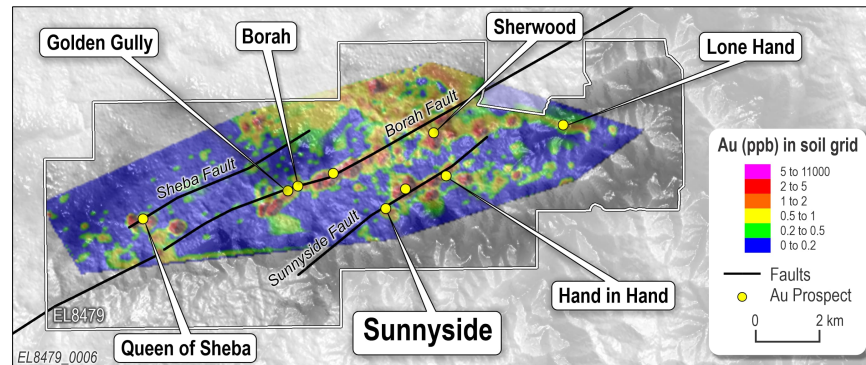 Golden Gully
Borah
Sherwood
Lone Hand
Sheba Fault
Borah Fault
Sunnyside Fault
EL8479
Queen of Sheba
Sunnyside
Hand in Hand
EL8479_0006
Au (ppb) in soil grid
5 to 11000
2 to 5
1 to 2
0.5 to 1
0.2 to 0.5
0 to 0.2
Faults
Au Prospect
0 2 km